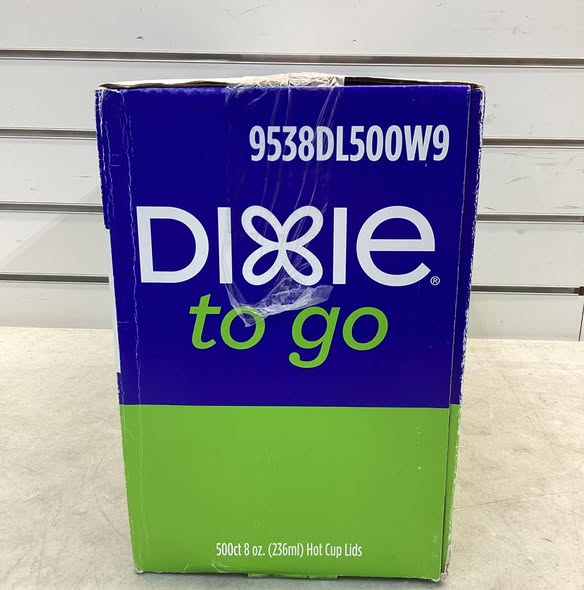 9538DL500W9
DIXIE®
to go
500ct 8 oz. (236ml) Hot Cup Lids